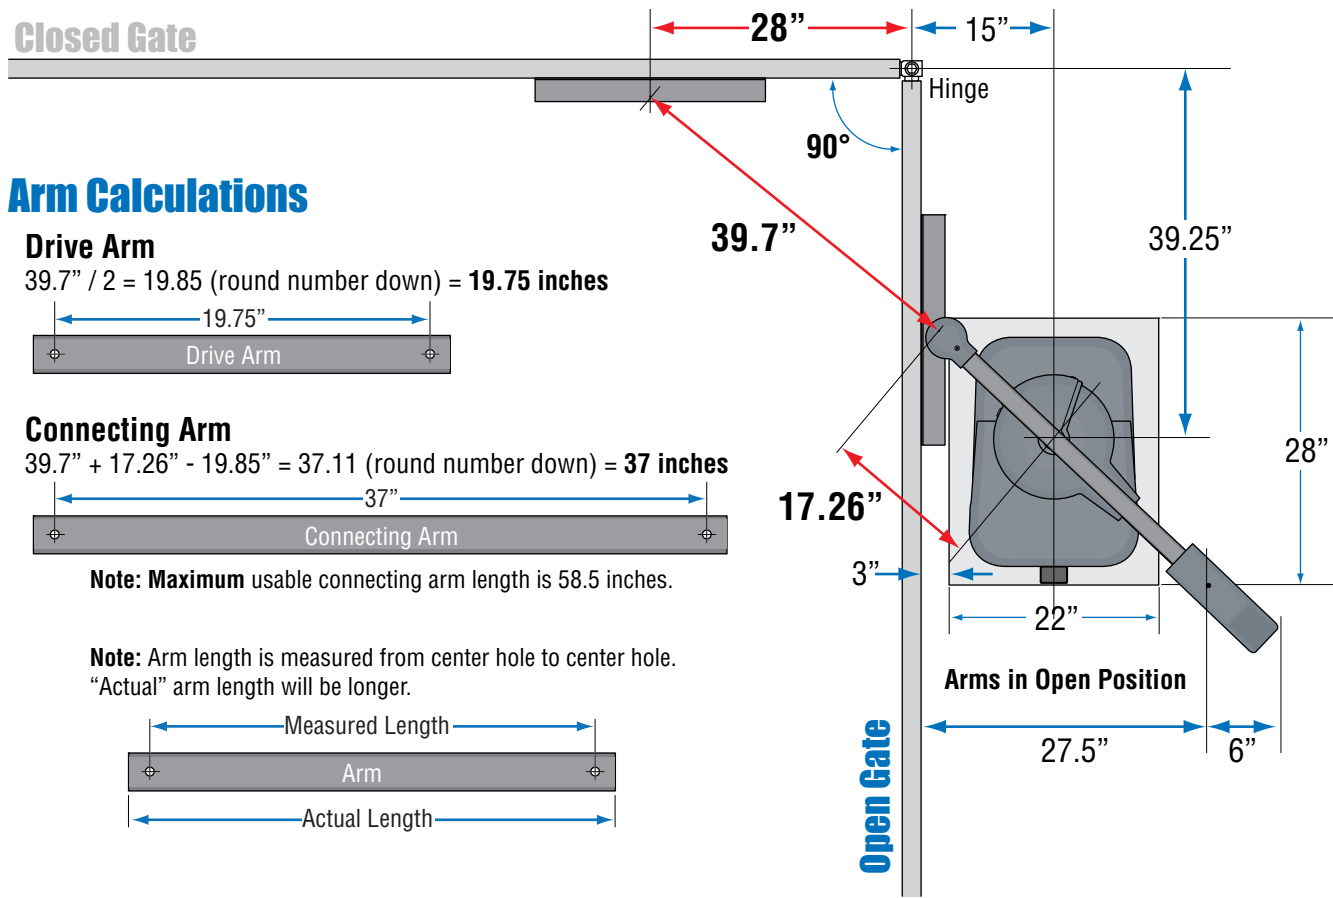 Closed Gate
28”
15”
Hinge
90°
39.7”
39.25”
Arm Calculations
Drive Arm
39.7” / 2 = 19.85 (round number down) = 19.75 inches
19.75”
Drive Arm
Connecting Arm
39.7” + 17.26” - 19.85” = 37.11 (round number down) = 37 inches
37”
Connecting Arm
Note: Maximum usable connecting arm length is 58.5 inches.
Note: Arm length is measured from center hole to center hole.
“Actual” arm length will be longer.
Measured Length
Arm
Actual Length
17.26”
28”
3”
22”
Arms in Open Position
27.5”
6”
Open Gate